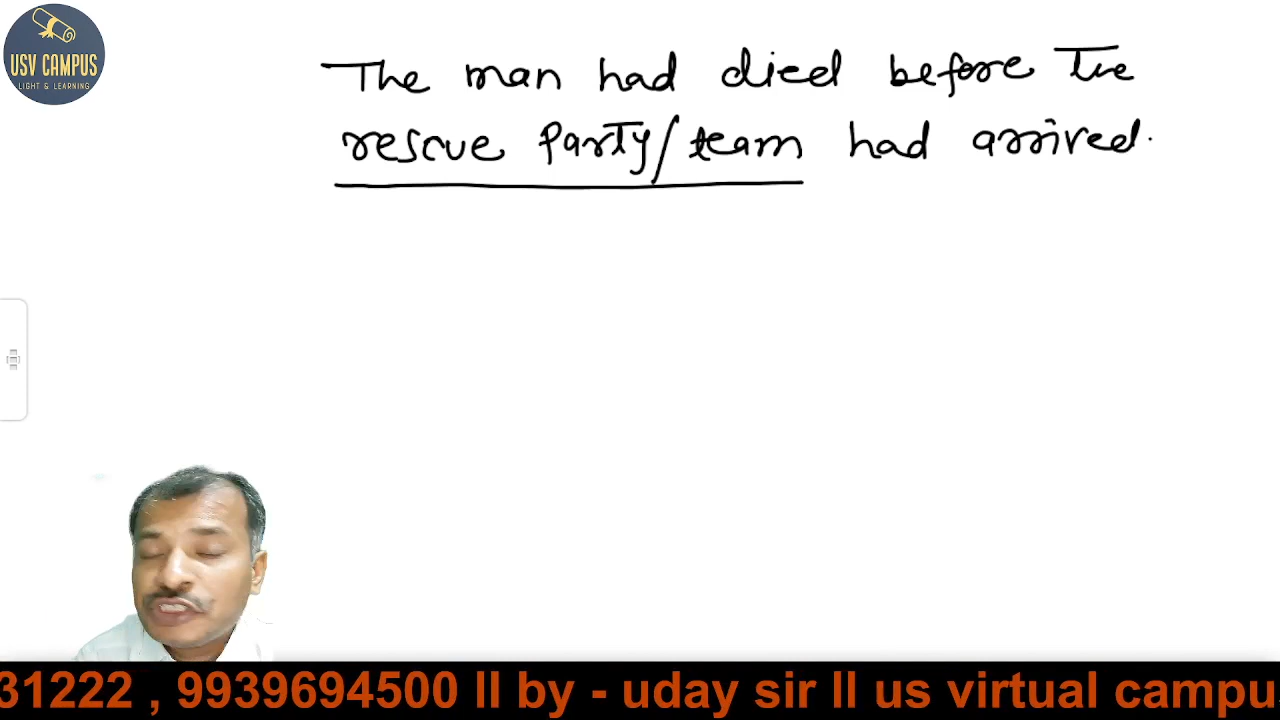 USV CAMPUS
LIGHT & LEARNING
The man had died before the
rescue Party/team had arrived.
31222 , 9939694500 ll by - uday sir ll us virtual campu